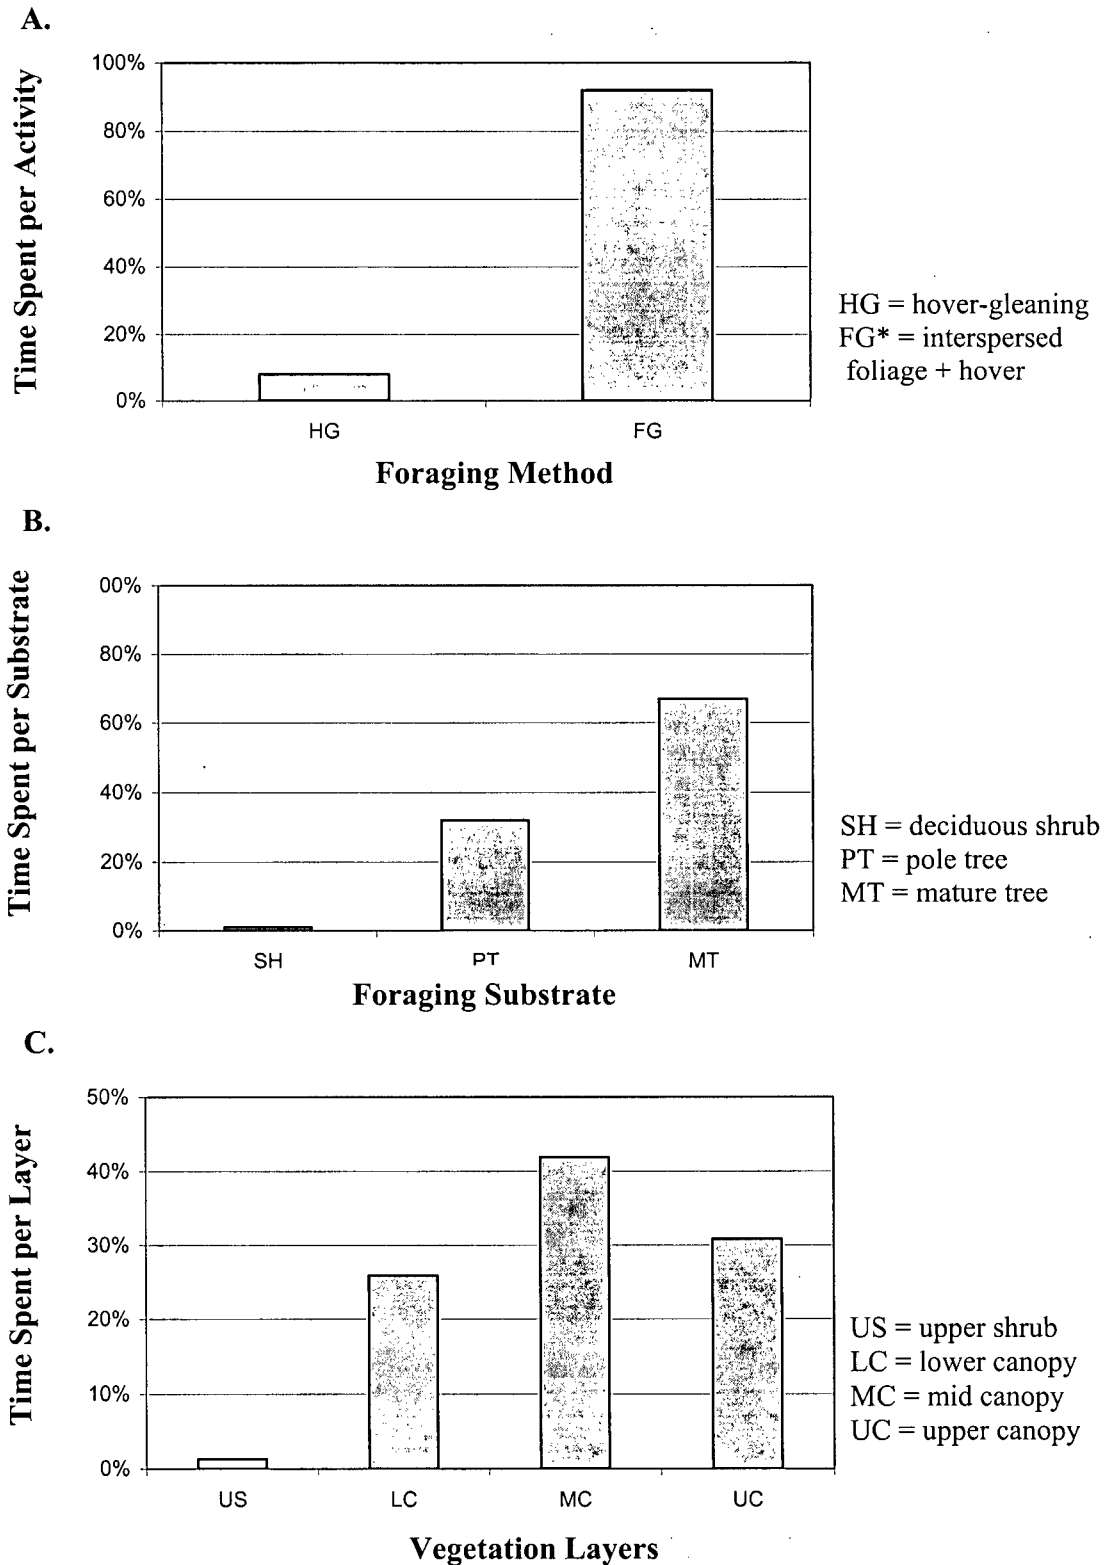 A.
Time Spent per Activity
100%
80%
60%
40%
20%
0%
HG
FG
Foraging Method
HG = hover-gleaning
FG* = interspersed
foliage + hover
B.
Time Spent per Substrate
00%
80%
60%
40%
20%
0%
SH
PT
MT
Foraging Substrate
SH = deciduous shrub
PT = pole tree
MT = mature tree
C.
Time Spent per Layer
50%
40%
30%
20%
10%
0%
US
LC
MC
UC
Vegetation Layers
US = upper shrub
LC = lower canopy
MC = mid canopy
UC = upper canopy